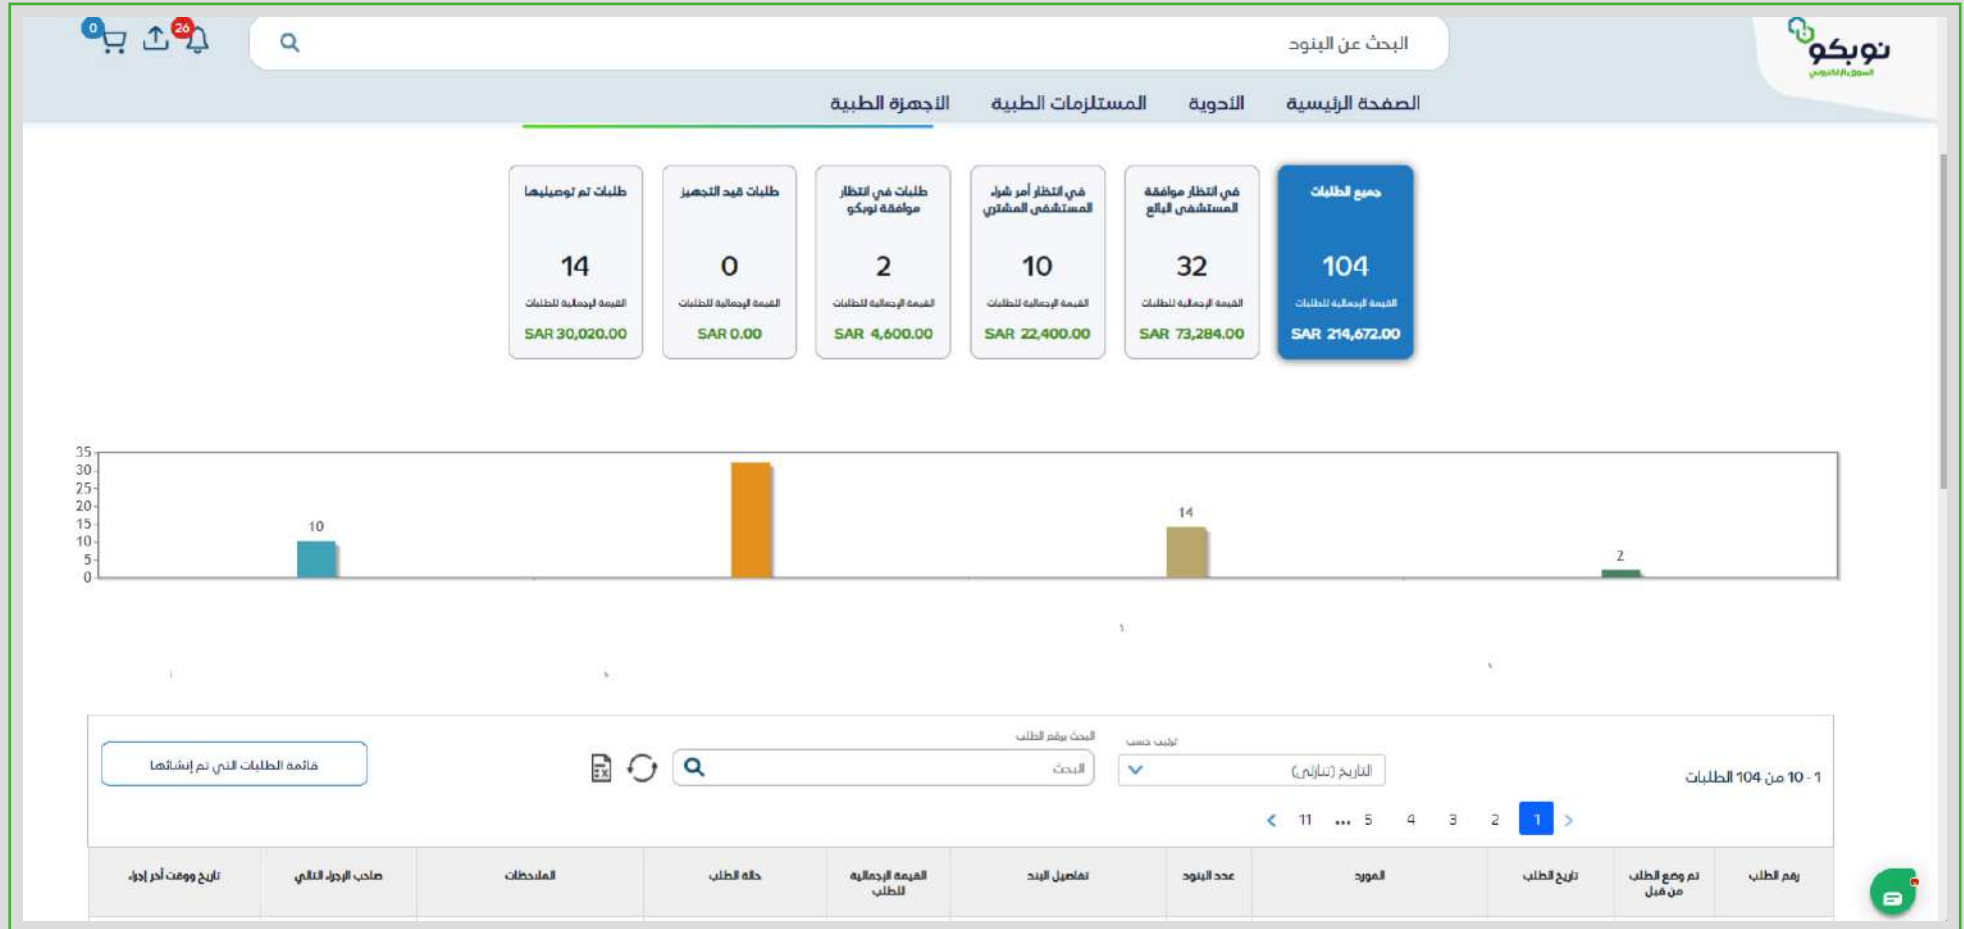 نوبكو
السوق الإلكتروني
البحث عن البنود
26
0
الصفحة الرئيسية
الأدوية
المستلزمات الطبية
الأجهزة الطبية
جميع الطلبات
104
القيمة الإجمالية للطلبات
SAR 214,672.00
في انتظار موافقة
المستشفى البائع
32
القيمة الإجمالية للطلبات
SAR 73,284.00
في انتظار أمر شراء
المستشفى المشتري
10
القيمة الإجمالية للطلبات
SAR 22,400.00
طلبات في انتظار
موافقة نوبكو
2
القيمة الإجمالية للطلبات
SAR 4,600.00
طلبات قيد التجهيز
0
القيمة الإجمالية للطلبات
SAR 0.00
طلبات تم توصيليها
14
القيمة الإجمالية للطلبات
SAR 30,020.00
35
30
25
20
15
10
5
0
10
14
2
1 - 10 من 104 الطلبات
ترتيب حسب
التاريخ (تنازلي)
البحث برقم الطلب
البحث
قائمة الطلبات التي تم إنشائها
< 1 2 3 4 5 ... 11 >
رقم الطلب
تم وضع الطلب
من قبل
تاريخ الطلب
المورد
عدد البنود
تفاصيل البند
القيمة الإجمالية
للطلب
حالة الطلب
الملاحظات
صاحب الإجراء التالي
تاريخ ووقت أخر إجراء